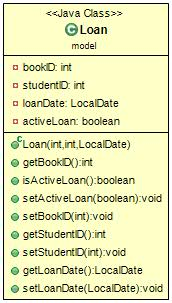 <<Java Class>>
Loan
model
bookID: int
studentID: int
loanDate: LocalDate
activeLoan: boolean
Loan(int,int,LocalDate)
getBookID():int
isActiveLoan():boolean
setActiveLoan(boolean):void
setBookID(int):void
getStudentID():int
setStudentID(int):void
getLoanDate():LocalDate
setLoanDate(LocalDate):void